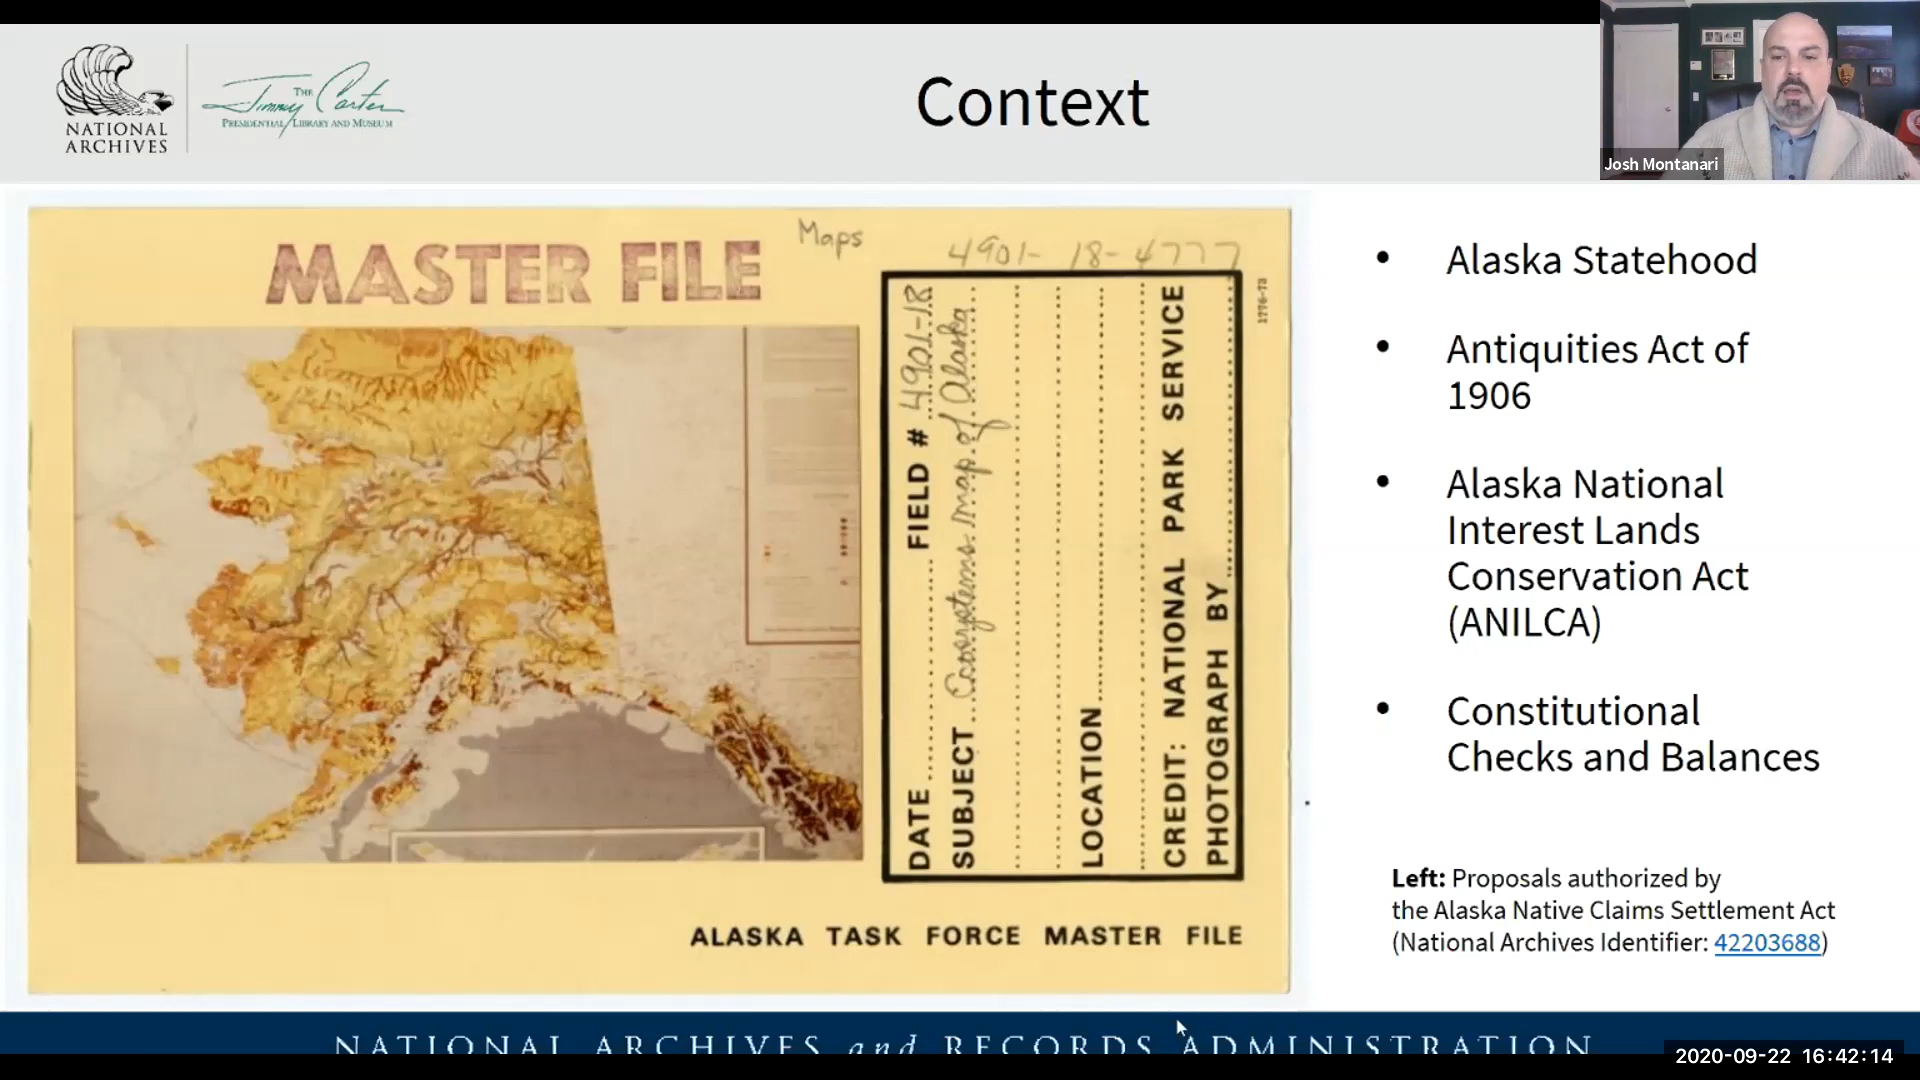 NATIONAL
ARCHIVES
THE
Jimmy Carter
PRESIDENTIAL LIBRARY AND MUSEUM
Context
Josh Montanari
MASTER FILE
Maps
4901- 18- 4777
1276-73
DATE FIELD # 4901-18
SUBJECT Ecosystems map of Alaska
LOCATION
CREDIT: NATIONAL PARK SERVICE
PHOTOGRAPH BY
ALASKA TASK FORCE MASTER FILE
• Alaska Statehood
• Antiquities Act of
1906
• Alaska National
Interest Lands
Conservation Act
(ANILCA)
• Constitutional
Checks and Balances
Left: Proposals authorized by
the Alaska Native Claims Settlement Act
(National Archives Identifier: 42203688)
NATIONAL ARCHIVES and RECORDS ADMINISTRATION
2020-09-22 16:42:14